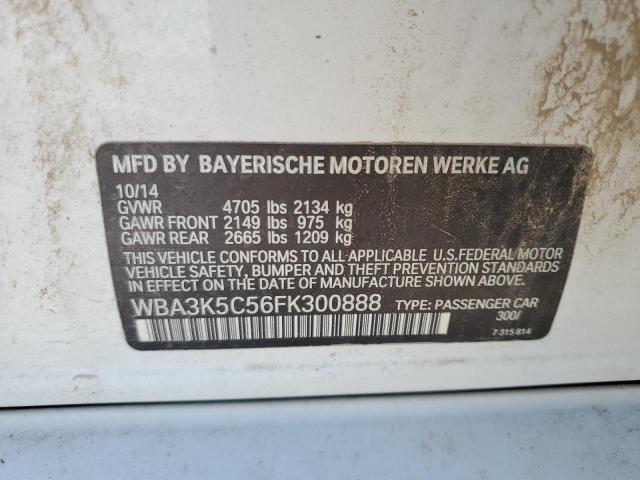 MFD BY BAYERISCHE MOTOREN WERKE AG
10/14
GVWR 4705 lbs 2134 kg
GAWR FRONT 2149 lbs 975 kg
GAWR REAR 2665 lbs 1209 kg
THIS VEHICLE CONFORMS TO ALL APPLICABLE U.S.FEDERAL MOTOR
VEHICLE SAFETY, BUMPER AND THEFT PREVENTION STANDARDS IN
EFFECT ON THE DATE OF MANUFACTURE SHOWN ABOVE.
WBA3K5C56FK300888 TYPE: PASSENGER CAR
300/
7 315 814